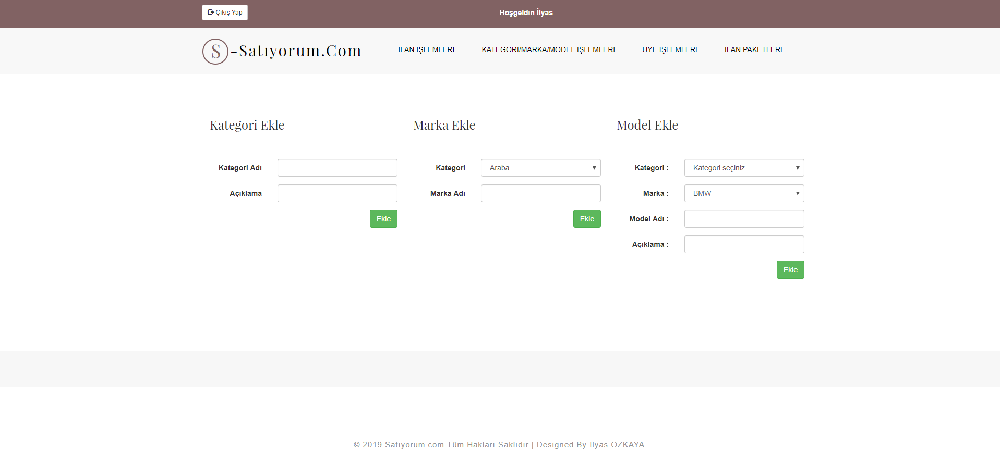 Çıkış Yap
Hoşgeldin İlyas
S -Satıyorum.Com
İLAN İŞLEMLERI
KATEGORI/MARKA/MODEL İŞLEMLERI
ÜYE İŞLEMLERI
İLAN PAKETLERI
Kategori Ekle
Kategori Adı
Açıklama
Ekle
Marka Ekle
Kategori Araba
Marka Adı
Ekle
Model Ekle
Kategori : Kategori seçiniz
Marka : BMW
Model Adı :
Açıklama :
Ekle
© 2019 Satıyorum.com Tüm Hakları Saklıdır | Designed By Ilyas OZKAYA